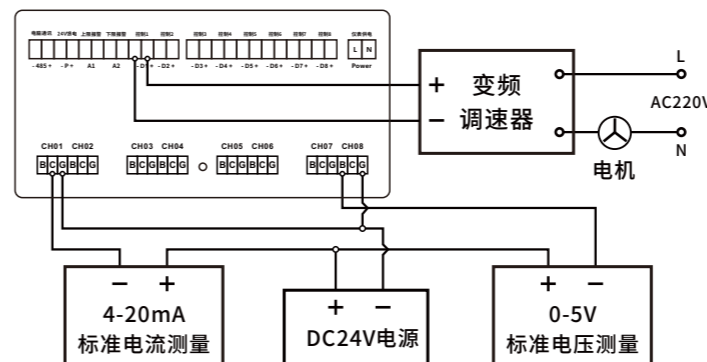 电脑通讯 24V供电 上限报警 下限报警 控制1 控制2 控制3 控制4 控制5 控制6 控制7 控制8 仪表供电
L N
- 485 + - P + A1 A2 - D1 + - D2 + - D3 + - D4 + - D5 + - D6 + - D7 + - D8 + Power
+ 变频
− 调速器
L
AC220V
N
电机
CH01 CH02 CH03 CH04 CH05 CH06 CH07 CH08
B C G B C G B C G B C G B C G B C G B C G B C G
− +
4-20mA
标准电流测量
+ −
DC24V电源
+ −
0-5V
标准电压测量